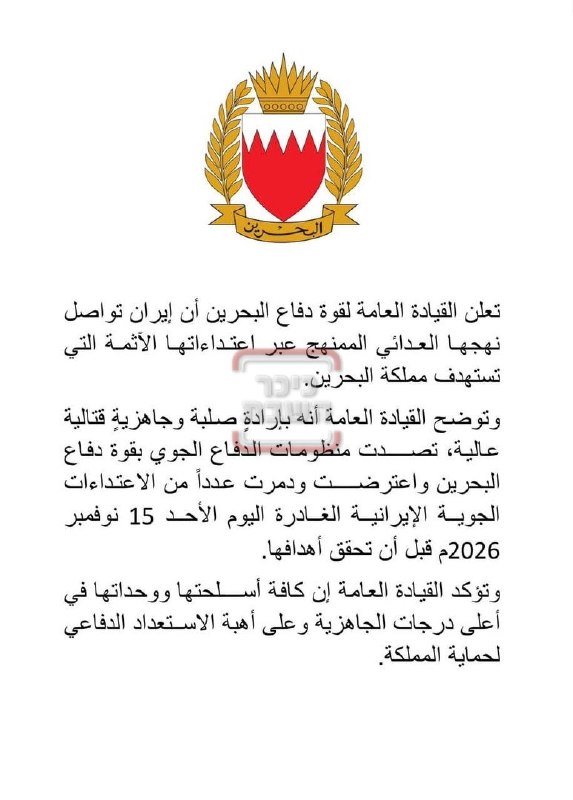 البحرين
تعلن القيادة العامة لقوة دفاع البحرين أن إيران تواصل
نهجها العدائي الممنهج عبر اعتداءاتها الآثمة التي
تستهدف مملكة البحرين.
כיכר
השבת
وتوضح القيادة العامة أنه بإرادةٍ صلبة وجاهزيةٍ قتالية
عالية، تصدت منظومات الدفاع الجوي بقوة دفاع
البحرين واعترضت ودمرت عدداً من الاعتداءات
الجوية الإيرانية الغادرة اليوم الأحد 15 نوفمبر
2026م قبل أن تحقق أهدافها.
وتؤكد القيادة العامة إن كافة أسلحتها ووحداتها في
أعلى درجات الجاهزية وعلى أهبة الاستعداد الدفاعي
لحماية المملكة.